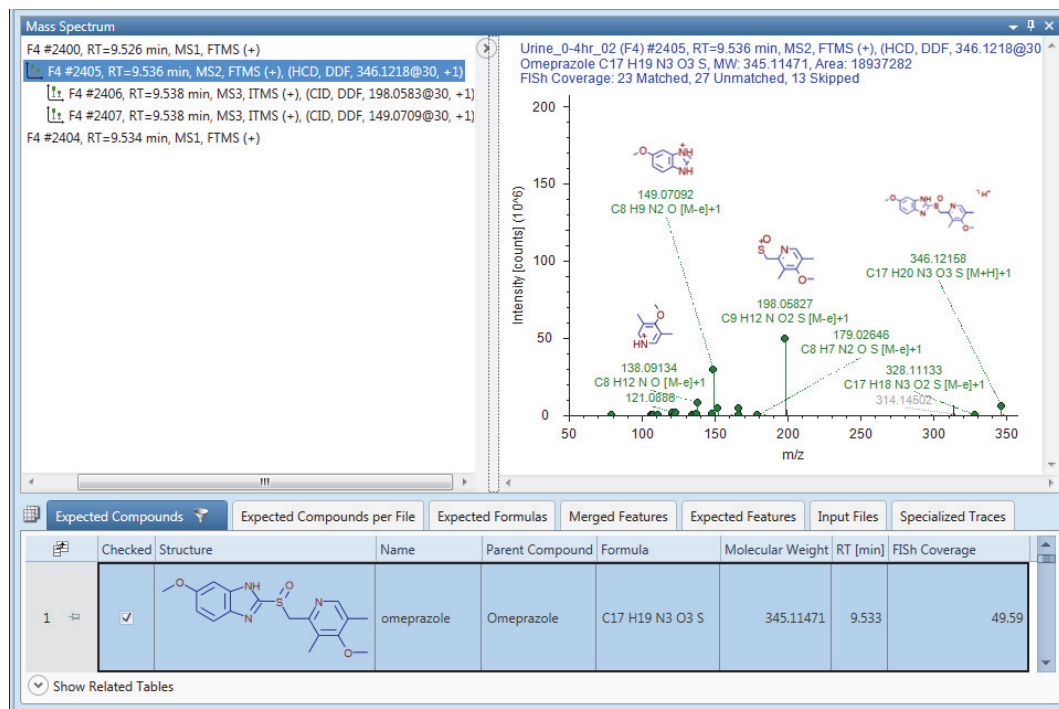 Mass Spectrum
F4 #2400, RT=9.526 min, MS1, FTMS (+)
F4 #2405, RT=9.536 min, MS2, FTMS (+), (HCD, DDF, 346.1218@30, +1)
F4 #2406, RT=9.538 min, MS3, ITMS (+), (CID, DDF, 198.0583@30, +1)
F4 #2407, RT=9.538 min, MS3, ITMS (+), (CID, DDF, 149.0709@30, +1)
F4 #2404, RT=9.534 min, MS1, FTMS (+)
Urine_0-4hr_02 (F4) #2405, RT=9.536 min, MS2, FTMS (+), (HCD, DDF, 346.1218@30
Omeprazole C17 H19 N3 O3 S, MW: 345.11471, Area: 18937282
FISh Coverage: 23 Matched, 27 Unmatched, 13 Skipped
Intensity [counts] (10^6)
200
150
100
50
0
149.07092
C8 H9 N2 O [M-e]+1
346.12158
C17 H20 N3 O3 S [M+H]+1
198.05827
C9 H12 N O2 S [M-e]+1
179.02646
C8 H7 N2 O S [M-e]+1
138.09134
C8 H12 N O [M-e]+1
121.0886
328.11133
C17 H18 N3 O2 S [M-e]+1
314.14502
50 100 150 200 250 300 350
m/z
Expected Compounds
Expected Compounds per File
Expected Formulas
Merged Features
Expected Features
Input Files
Specialized Traces
Checked Structure Name Parent Compound Formula Molecular Weight RT [min] FISh Coverage
1 omeprazole Omeprazole C17 H19 N3 O3 S 345.11471 9.533 49.59
Show Related Tables